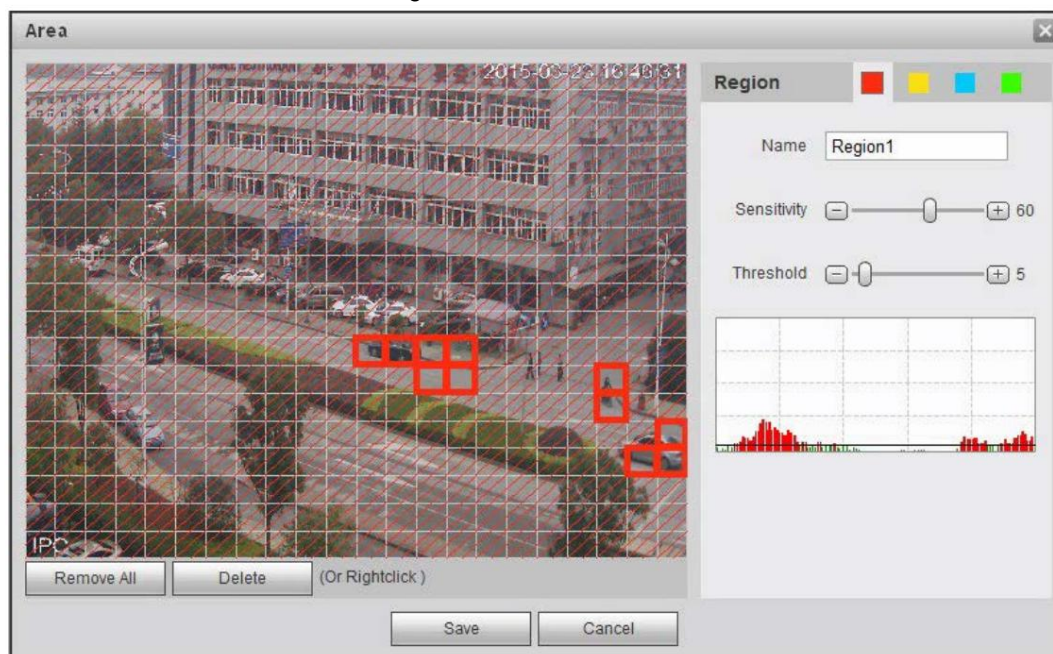 Area
2015-03-23 16:48:31
Region
Name Region1
Sensitivity 60
Threshold 5
IPC
Remove All Delete (Or Rightclick )
Save Cancel